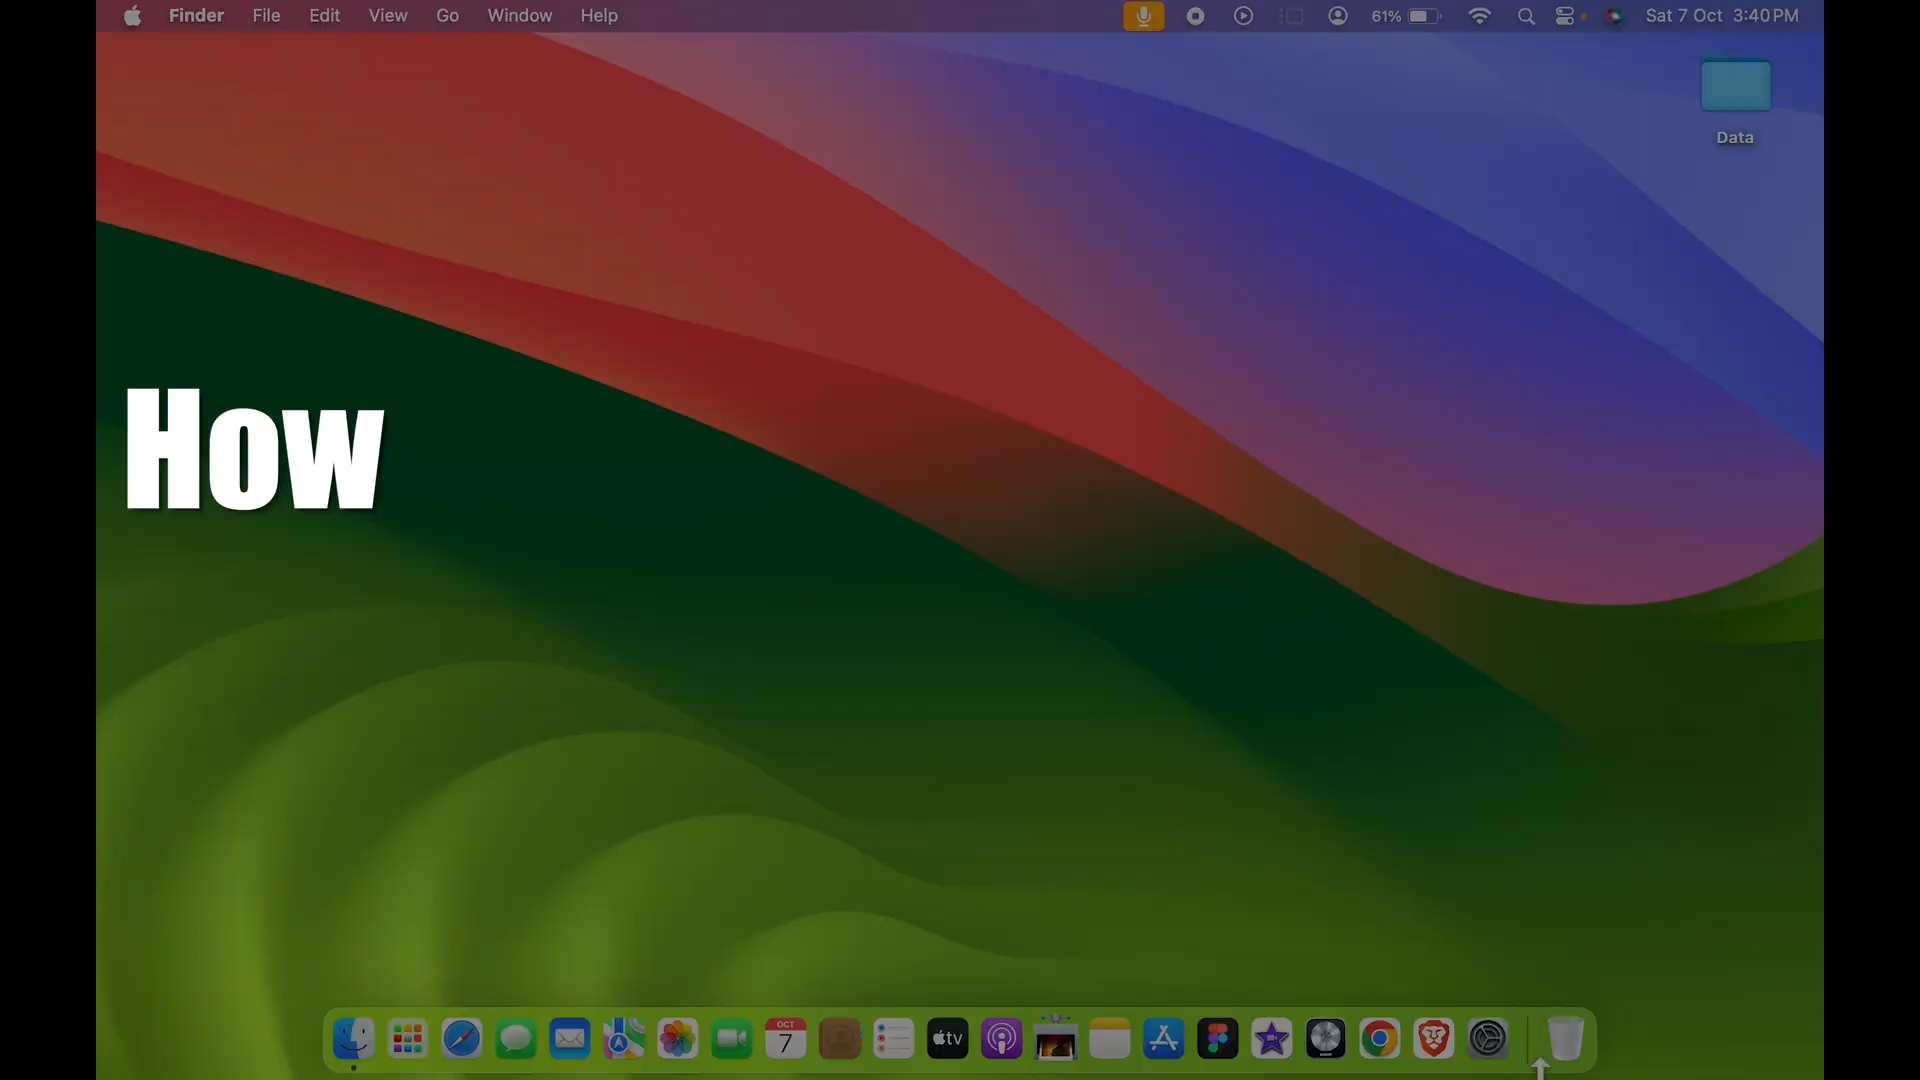 Finder File Edit View Go Window Help 61% Sat 7 Oct 3:40 PM
Data
How
OCT
7
tv